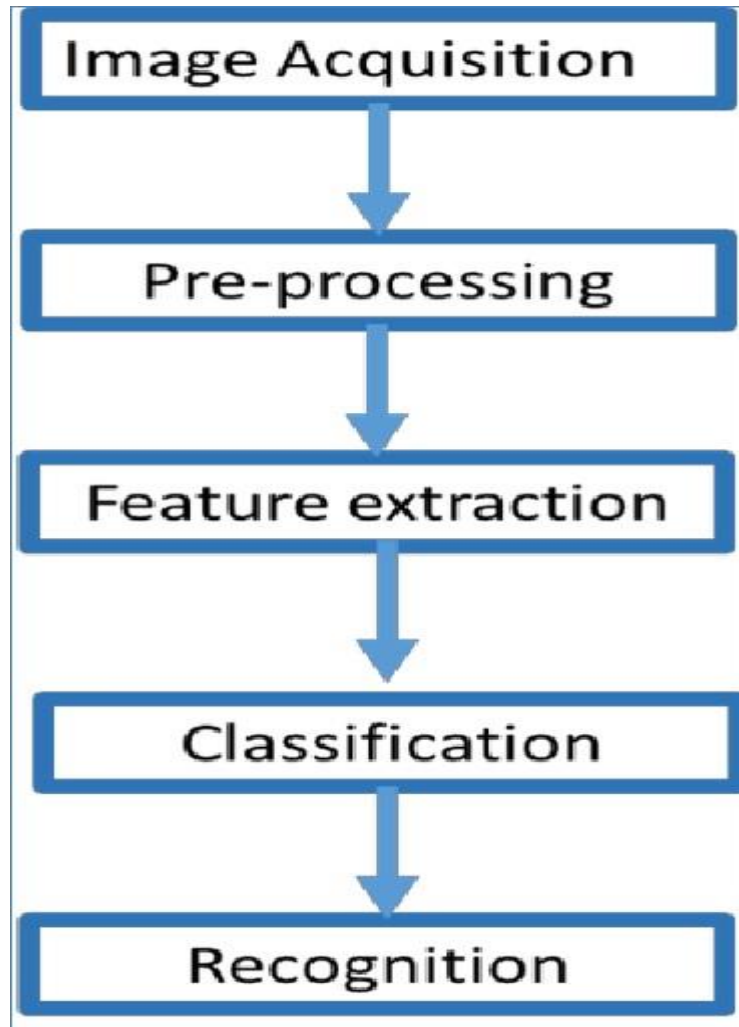 Image Acquisition
Pre-processing
Feature extraction
Classification
Recognition